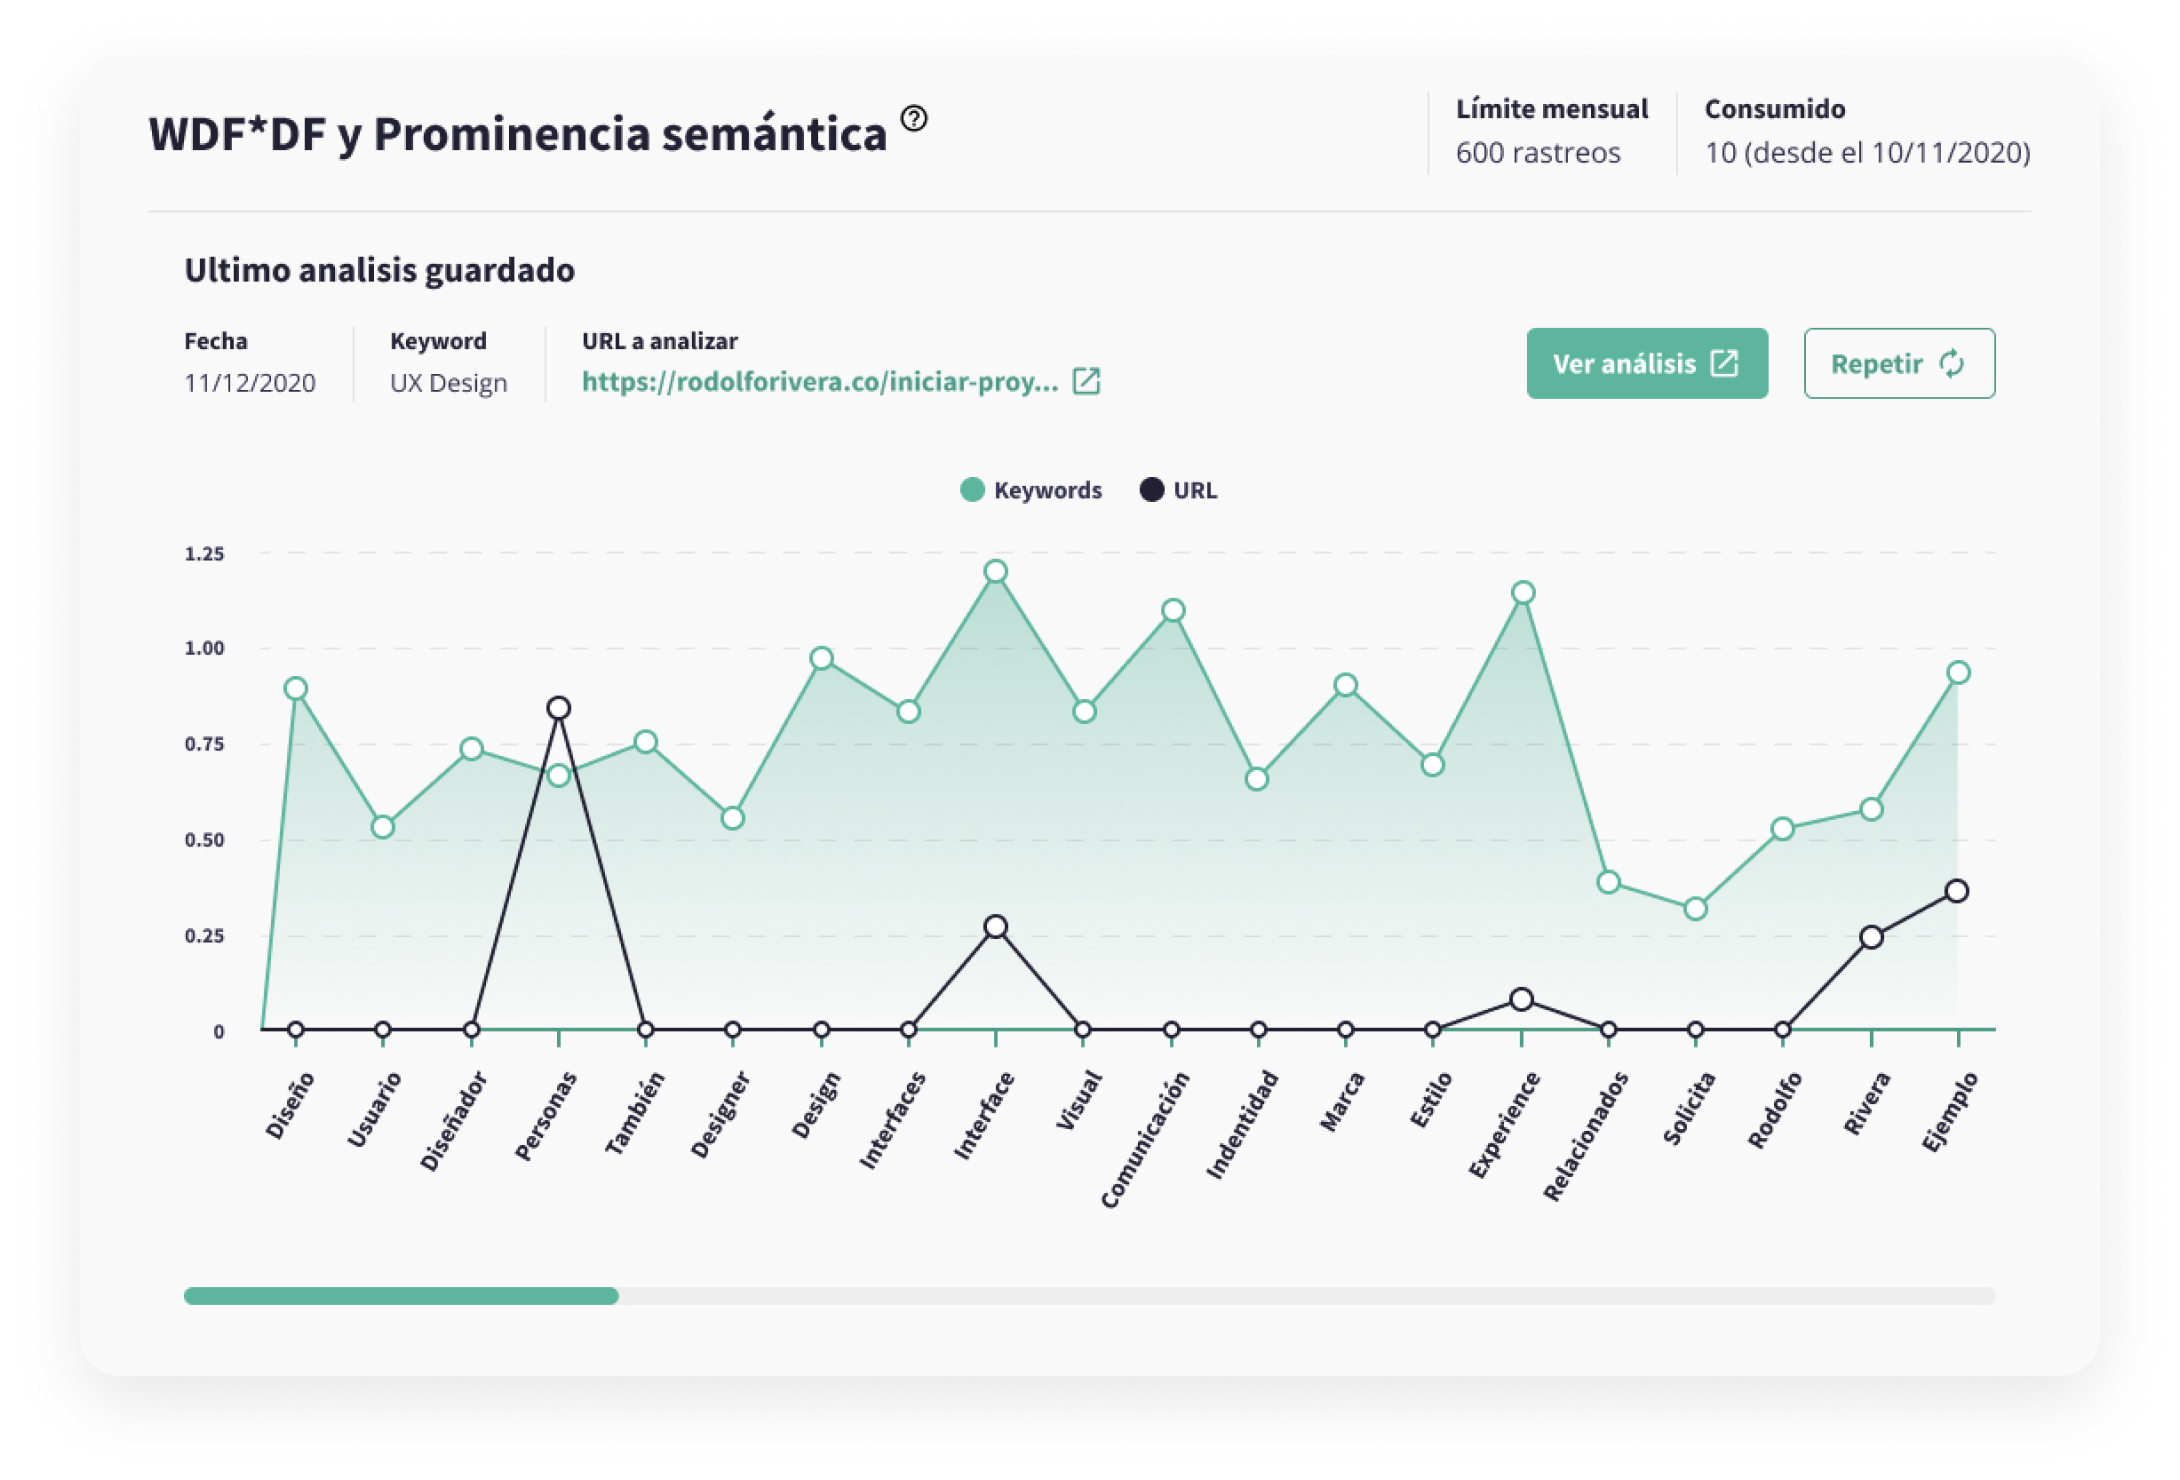 WDF*DF y Prominencia semántica ?
Límite mensual
600 rastreos
Consumido
10 (desde el 10/11/2020)
Ultimo analisis guardado
Fecha
11/12/2020
Keyword
UX Design
URL a analizar
https://rodolforivera.co/iniciar-proy...
Ver análisis
Repetir
Keywords
URL
1.25
1.00
0.75
0.50
0.25
0
Diseño
Usuario
Diseñador
Personas
También
Designer
Design
Interfaces
Interface
Visual
Comunicación
Indentidad
Marca
Estilo
Experience
Relacionados
Solicita
Rodolfo
Rivera
Ejemplo